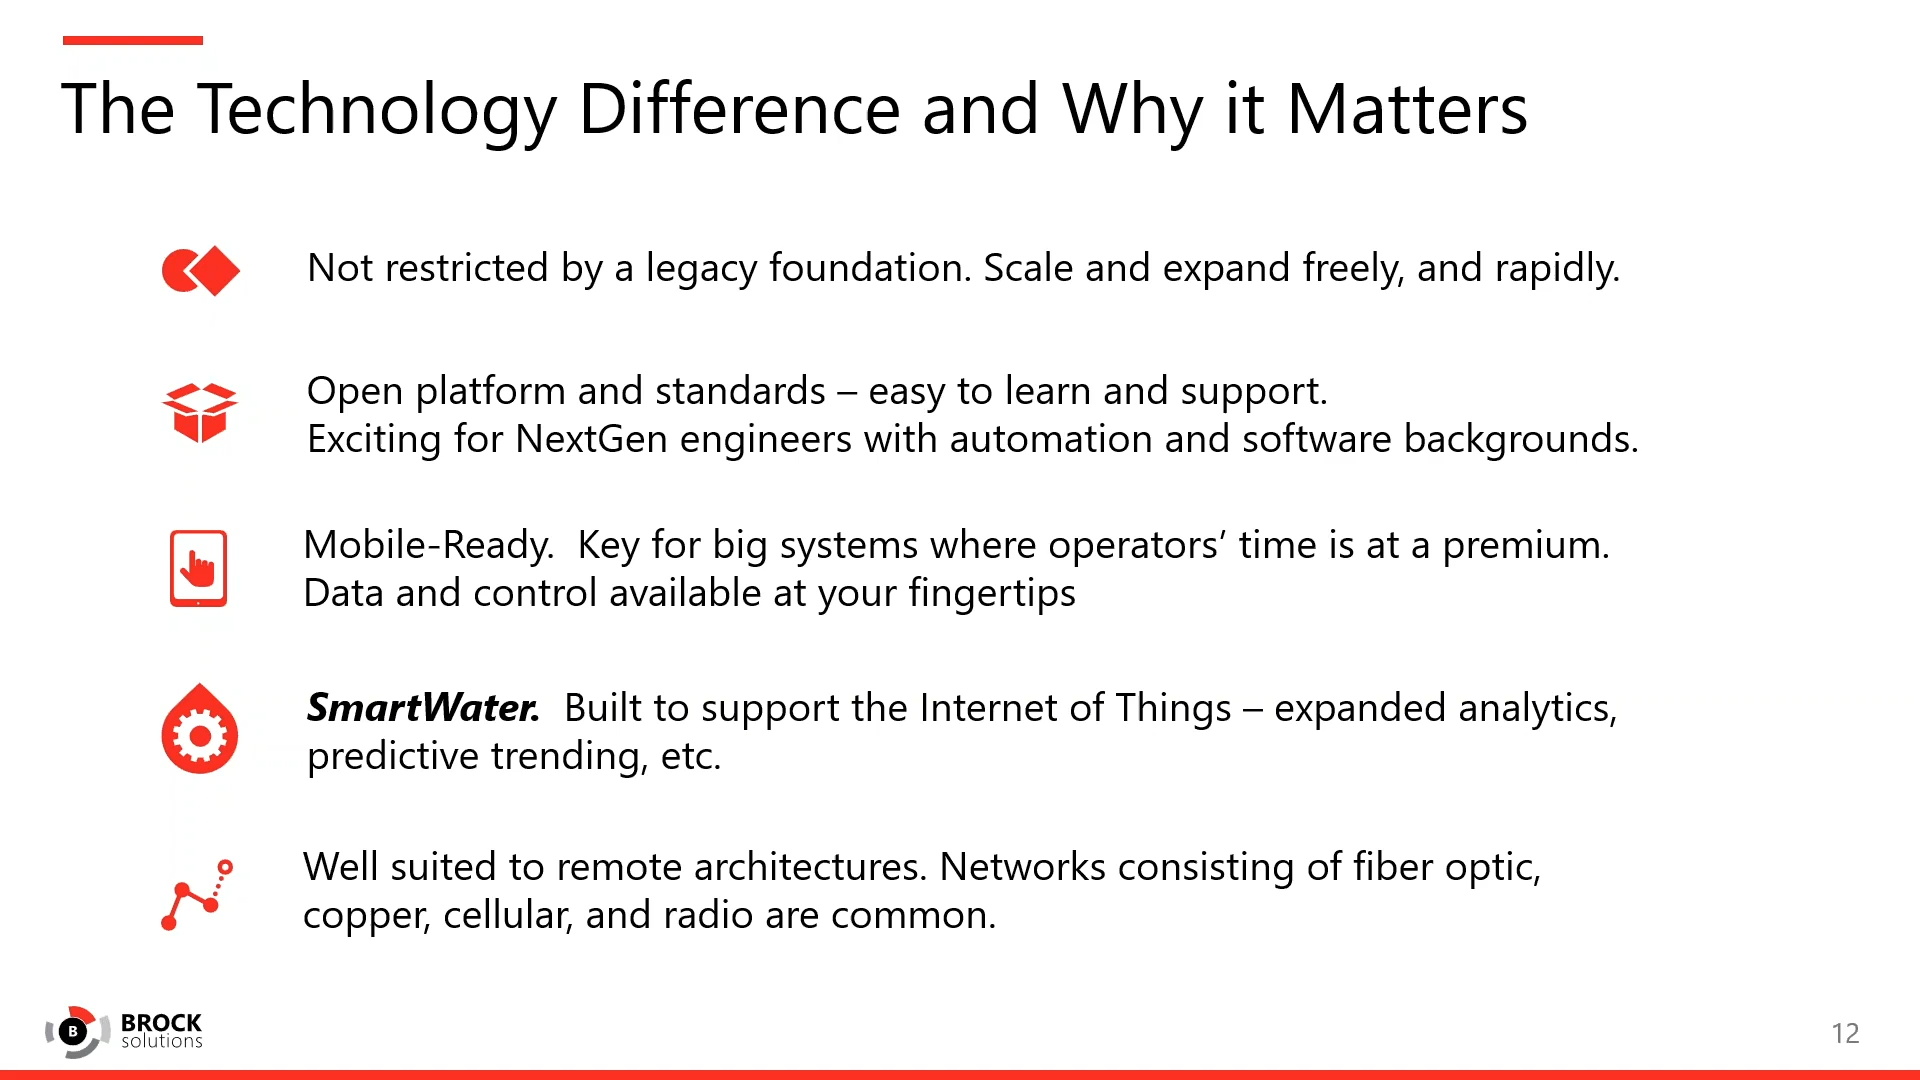 The Technology Difference and Why it Matters
Not restricted by a legacy foundation. Scale and expand freely, and rapidly.
Open platform and standards – easy to learn and support.
Exciting for NextGen engineers with automation and software backgrounds.
Mobile-Ready.  Key for big systems where operators’ time is at a premium.
Data and control available at your fingertips
SmartWater.  Built to support the Internet of Things – expanded analytics,
predictive trending, etc.
Well suited to remote architectures. Networks consisting of fiber optic,
copper, cellular, and radio are common.
B
BROCK
solutions
12